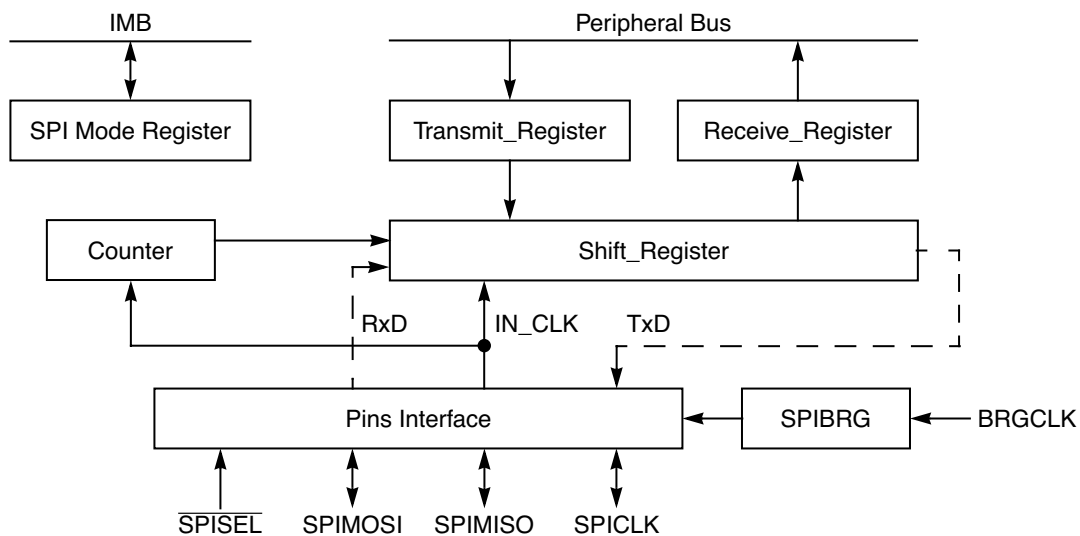 IMB
Peripheral Bus
SPI Mode Register
Transmit_Register
Receive_Register
Counter
Shift_Register
RxD
IN_CLK
TxD
Pins Interface
SPIBRG
BRGCLK
SPISEL
SPIMOSI
SPIMISO
SPICLK